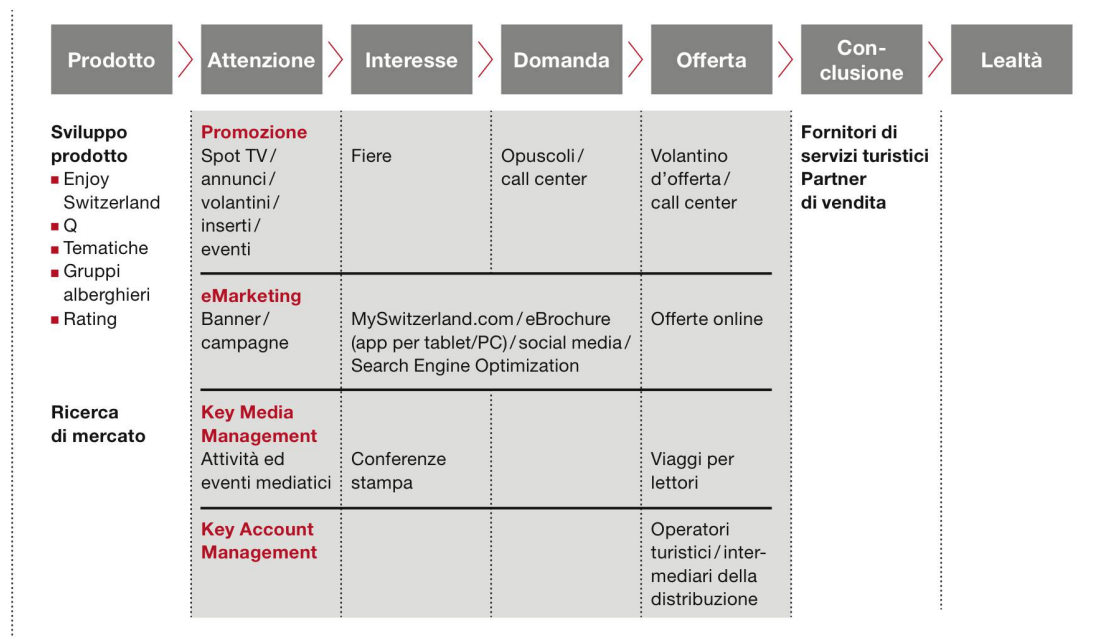 Prodotto
Attenzione
Interesse
Domanda
Offerta
Con-
clusione
Lealtà
Sviluppo
prodotto
Enjoy
Switzerland
Q
Tematiche
Gruppi
alberghieri
Rating
Ricerca
di mercato
Promozione
Spot TV/
annunci/
volantini/
inserti/
eventi
Fiere
Opuscoli/
call center
Volantino
d'offerta/
call center
eMarketing
Banner/
campagne
MySwitzerland.com/eBrochure
(app per tablet/PC)/social media/
Search Engine Optimization
Offerte online
Key Media
Management
Attività ed
eventi mediatici
Conferenze
stampa
Viaggi per
lettori
Key Account
Management
Operatori
turistici/inter-
mediari della
distribuzione
Fornitori di
servizi turistici
Partner
di vendita